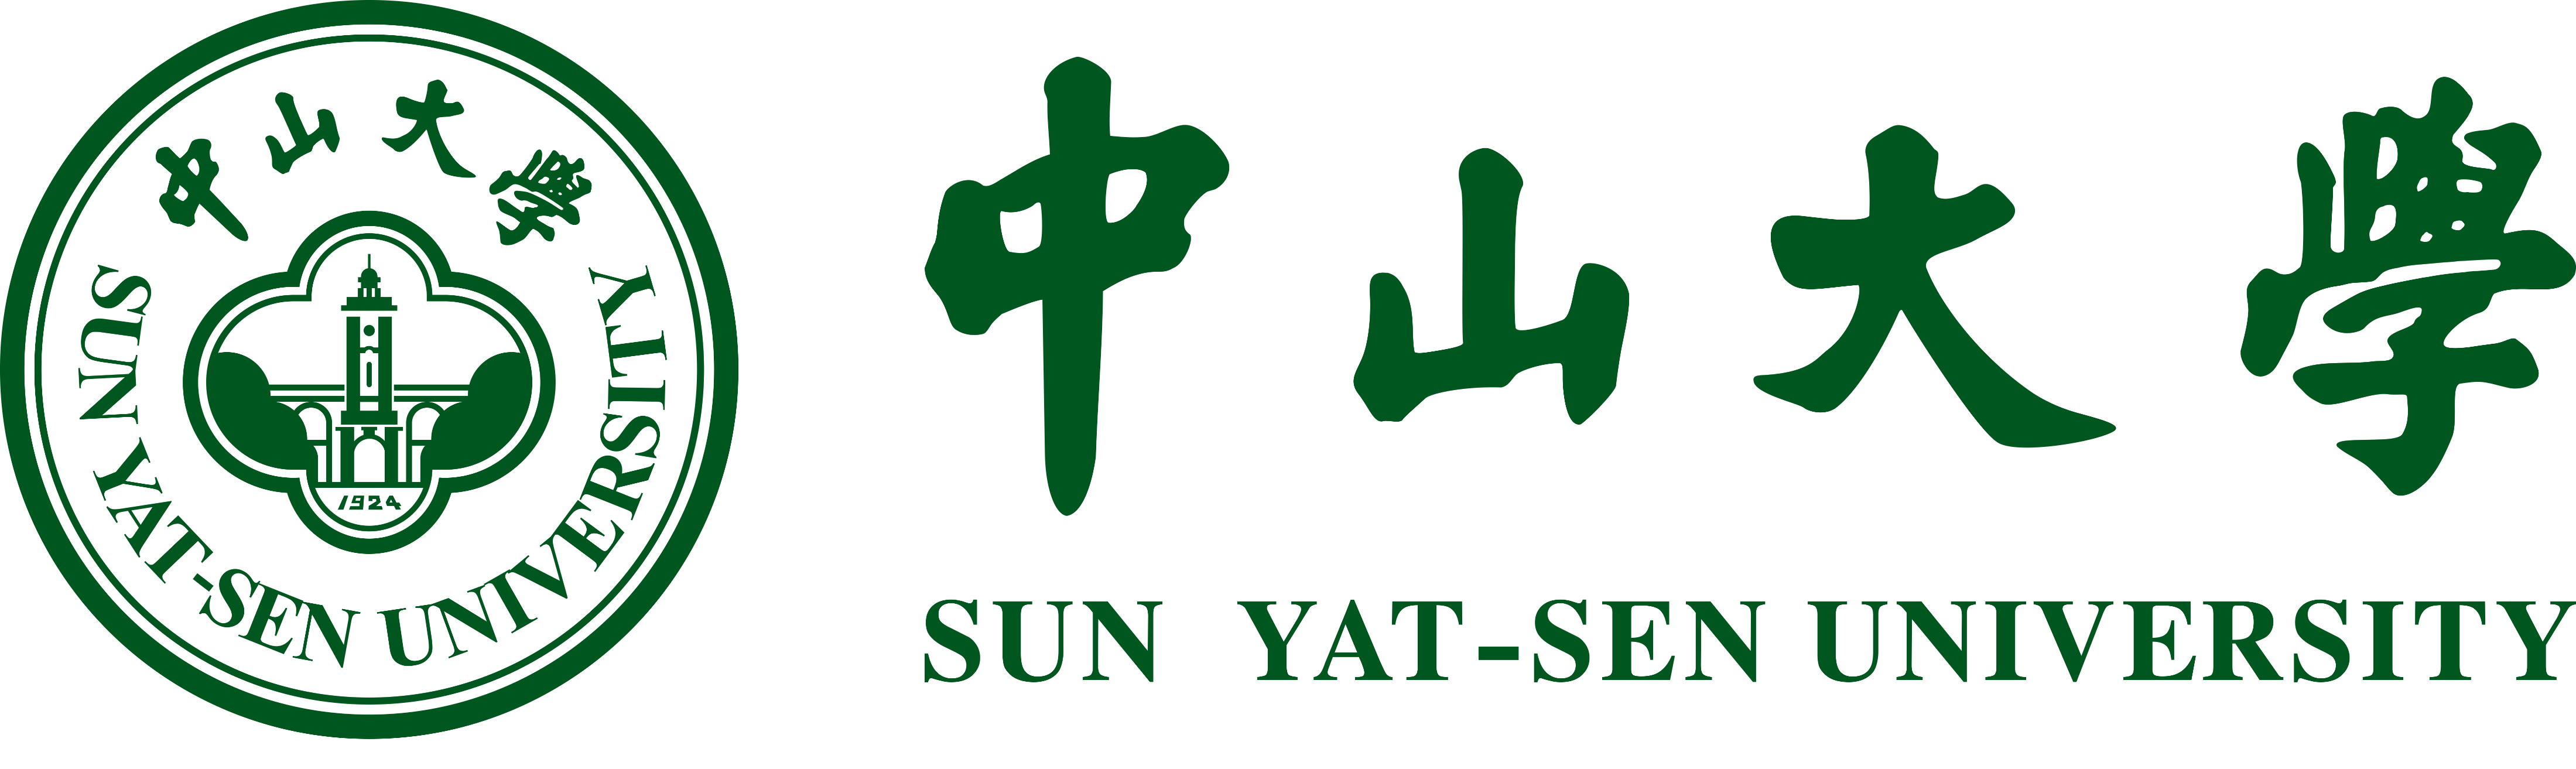 中山大學
SUN YAT-SEN UNIVERSITY
1924
中山大學
SUN YAT-SEN UNIVERSITY